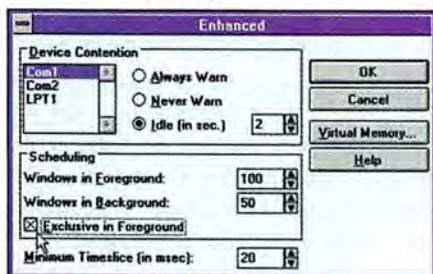 Enhanced
Device Contention
Com1
Com2
LPT1
Always Warn
Never Warn
Idle (in sec.) 2
OK
Cancel
Virtual Memory...
Help
Scheduling
Windows in Foreground: 100
Windows in Background: 50
Exclusive in Foreground
Minimum Timeslice (in msec): 20